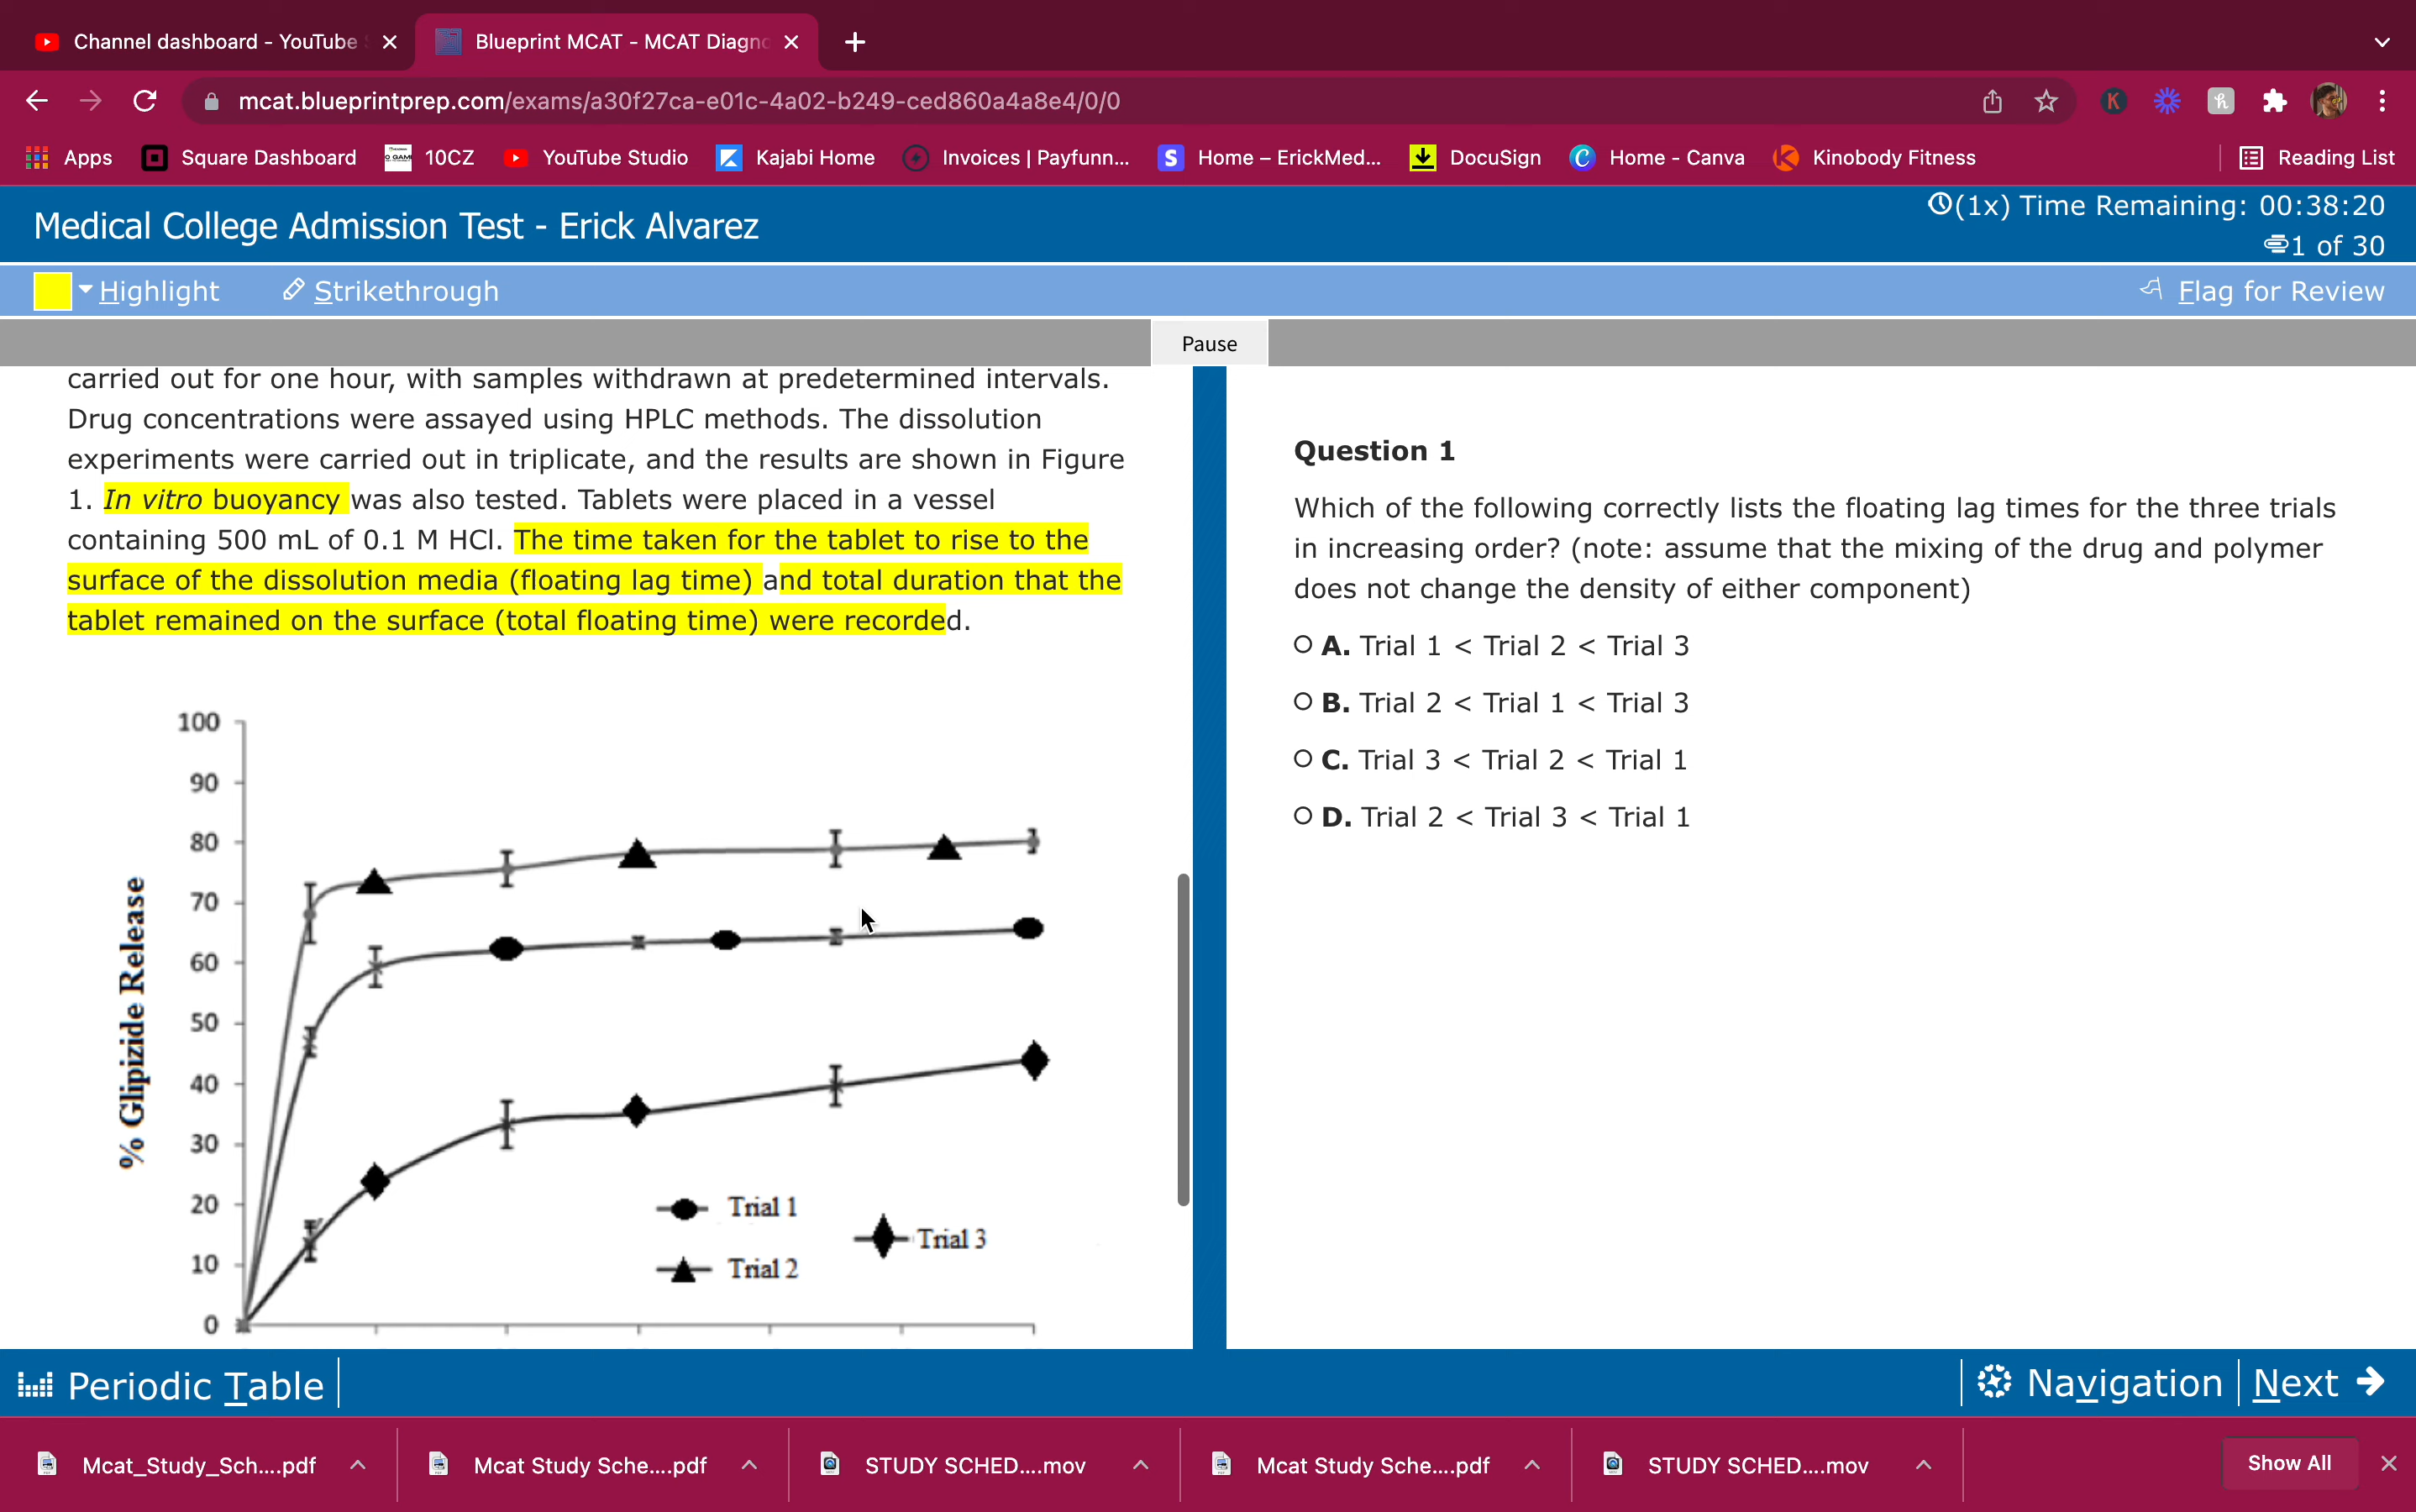 Channel dashboard - YouTube
Blueprint MCAT - MCAT Diagno
mcat.blueprintprep.com/exams/a30f27ca-e01c-4a02-b249-ced860a4a8e4/0/0
Apps Square Dashboard 10CZ YouTube Studio Kajabi Home Invoices | Payfunn... Home – ErickMed... DocuSign Home - Canva Kinobody Fitness Reading List
Medical College Admission Test - Erick Alvarez
(1x) Time Remaining: 00:38:20
1 of 30
Highlight Strikethrough Flag for Review
Pause
carried out for one hour, with samples withdrawn at predetermined intervals.
Drug concentrations were assayed using HPLC methods. The dissolution
experiments were carried out in triplicate, and the results are shown in Figure
1. In vitro buoyancy was also tested. Tablets were placed in a vessel
containing 500 mL of 0.1 M HCl. The time taken for the tablet to rise to the
surface of the dissolution media (floating lag time) and total duration that the
tablet remained on the surface (total floating time) were recorded.
100
90
80
70
60
50
40
30
20
10
0
% Glipizide Release
Trial 1
Trial 2
Trial 3
Question 1
Which of the following correctly lists the floating lag times for the three trials
in increasing order? (note: assume that the mixing of the drug and polymer
does not change the density of either component)
A. Trial 1 < Trial 2 < Trial 3
B. Trial 2 < Trial 1 < Trial 3
C. Trial 3 < Trial 2 < Trial 1
D. Trial 2 < Trial 3 < Trial 1
Periodic Table
Navigation Next
Mcat_Study_Sch....pdf Mcat Study Sche....pdf STUDY SCHED....mov Mcat Study Sche....pdf STUDY SCHED....mov Show All